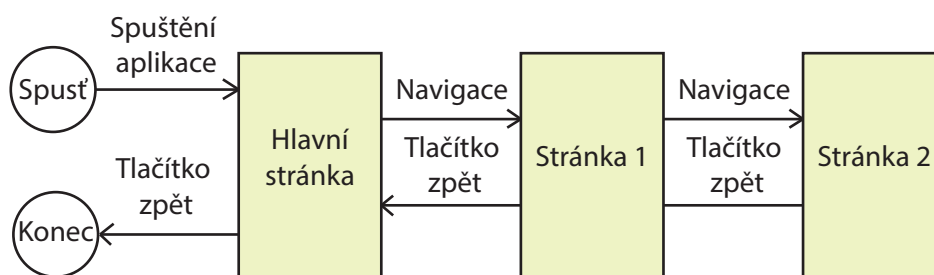 Spuštění
aplikace
Spusť
Navigace
Navigace
Hlavní
stránka
Tlačítko
zpět
Stránka 1
Tlačítko
zpět
Stránka 2
Tlačítko
zpět
Konec